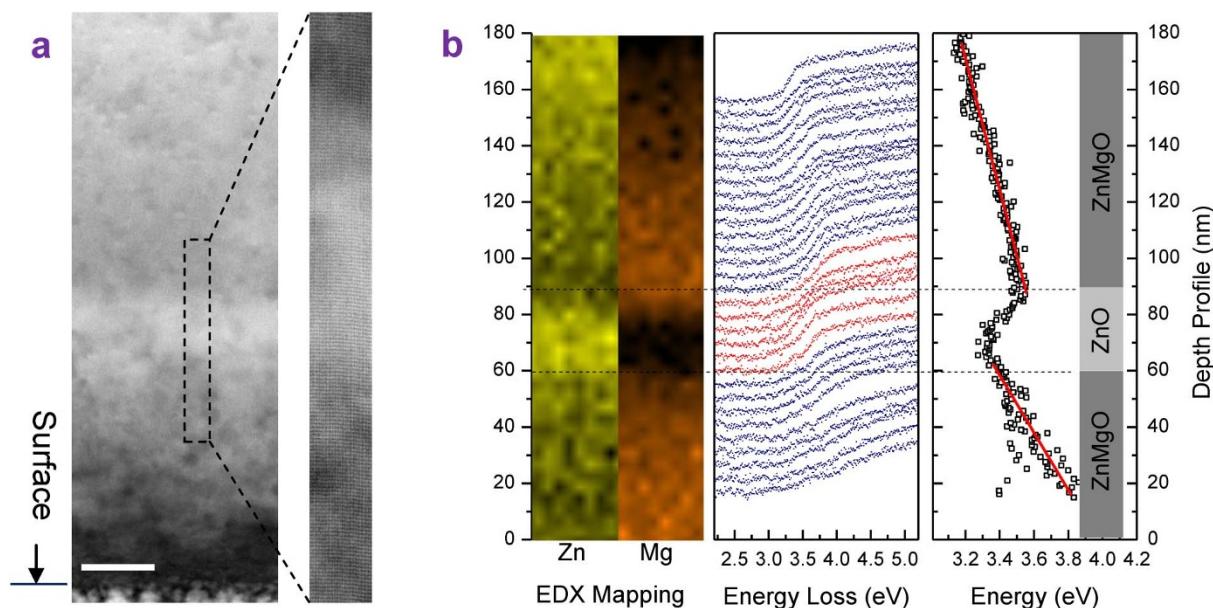 a
Surface
b
180
160
140
120
100
80
60
40
20
0
Zn
Mg
EDX Mapping
2.5 3.0 3.5 4.0 4.5 5.0
Energy Loss (eV)
3.2 3.4 3.6 3.8 4.0 4.2
Energy (eV)
ZnMgO
ZnO
ZnMgO
180
160
140
120
100
80
60
40
20
0
Depth Profile (nm)